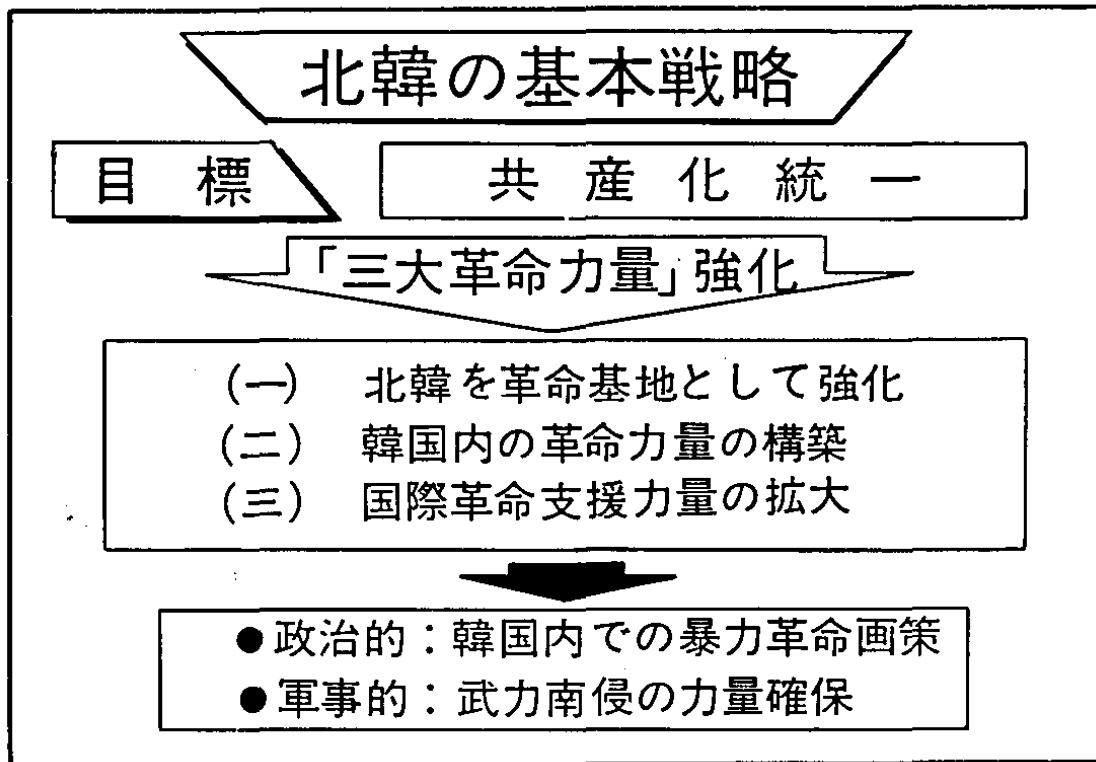 北韓の基本戦略
目標 共産化統一
「三大革命力量」強化
(一) 北韓を革命基地として強化
(二) 韓国内の革命力量の構築
(三) 国際革命支援力量の拡大
●政治的：韓国内での暴力革命画策
●軍事的：武力南侵の力量確保